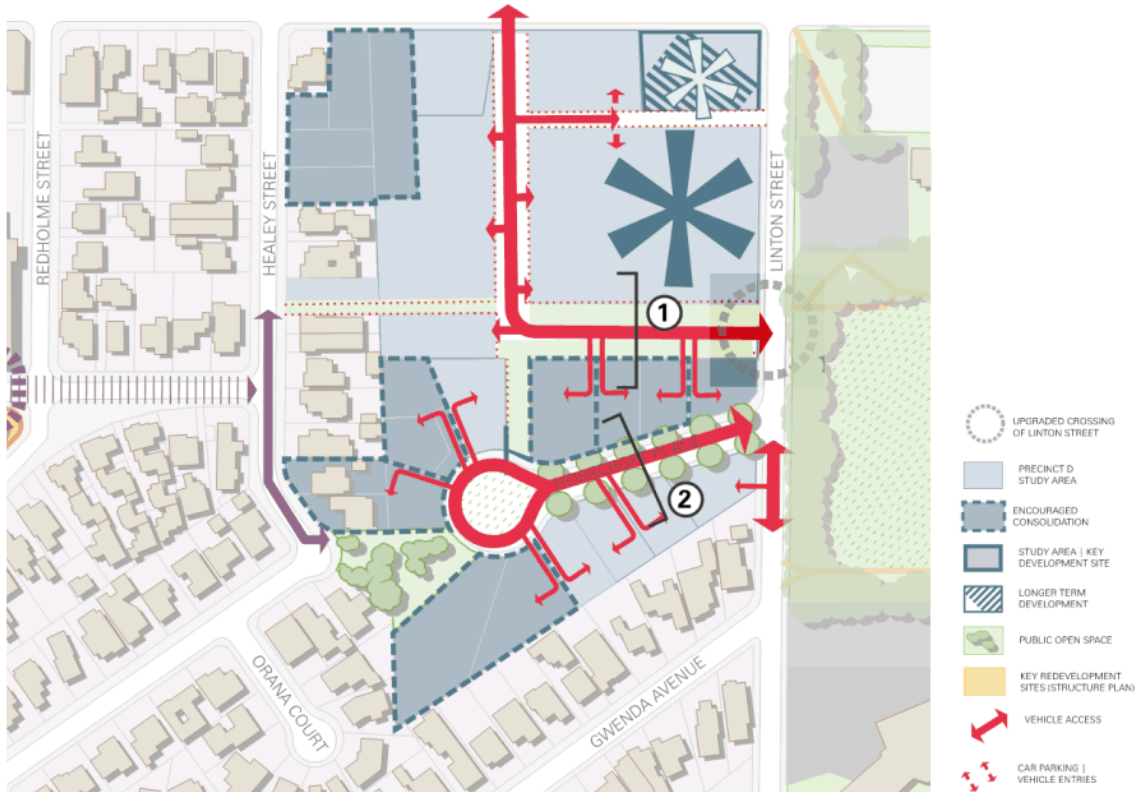 REDHOLME STREET
HEALEY STREET
LINTON STREET
1
2
ORANA COURT
GWENDA AVENUE
UPGRADED CROSSING
OF LINTON STREET
PRECINCT D
STUDY AREA
ENCOURAGED
CONSOLIDATION
STUDY AREA | KEY
DEVELOPMENT SITE
LONGER TERM
DEVELOPMENT
PUBLIC OPEN SPACE
KEY REDEVELOPMENT
SITES (STRUCTURE PLAN)
VEHICLE ACCESS
CAR PARKING |
VEHICLE ENTRIES